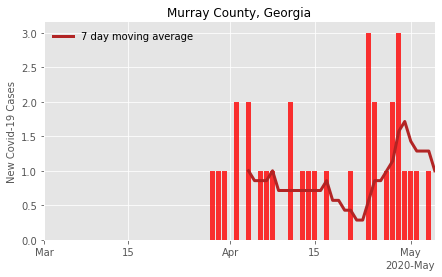 Murray County, Georgia
7 day moving average
New Covid-19 Cases
3.0
2.5
2.0
1.5
1.0
0.5
0.0
Mar 15 Apr 15 May
2020-May